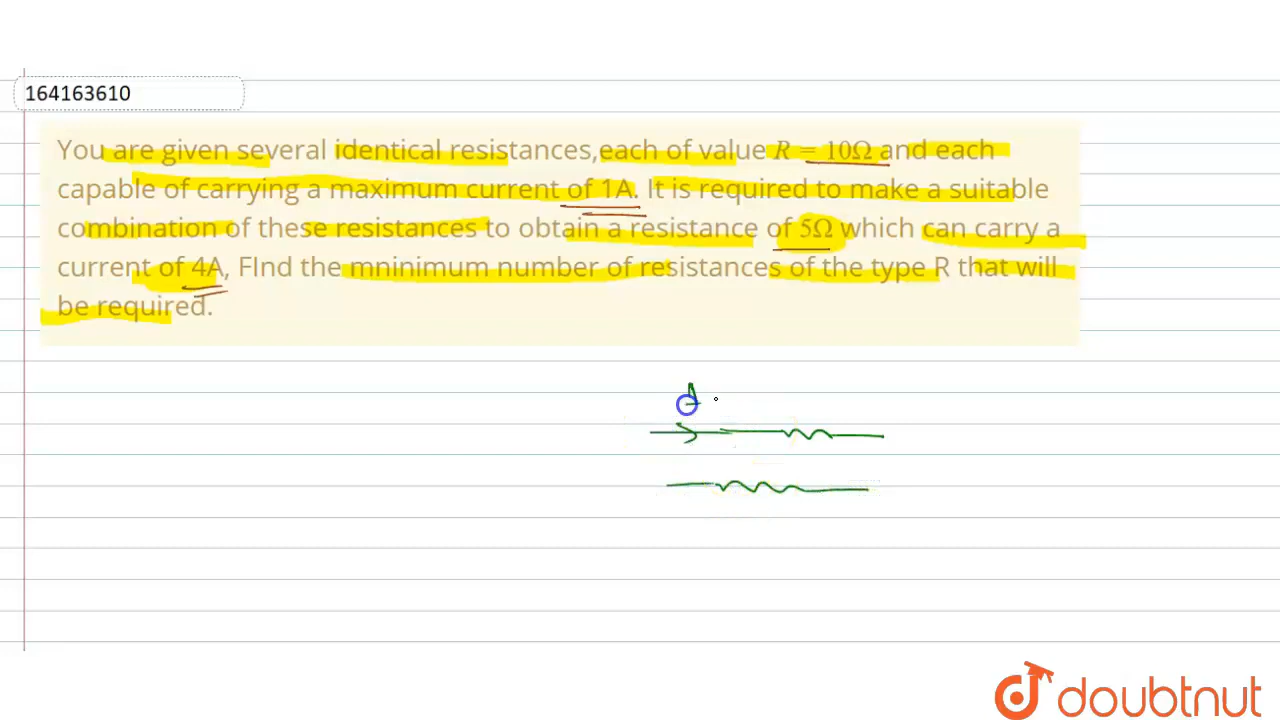 164163610
You are given several identical resistances,each of value R = 10Ω and each
capable of carrying a maximum current of 1A. It is required to make a suitable
combination of these resistances to obtain a resistance of 5Ω which can carry a
current of 4A, FInd the mninimum number of resistances of the type R that will
be required.
doubtnut